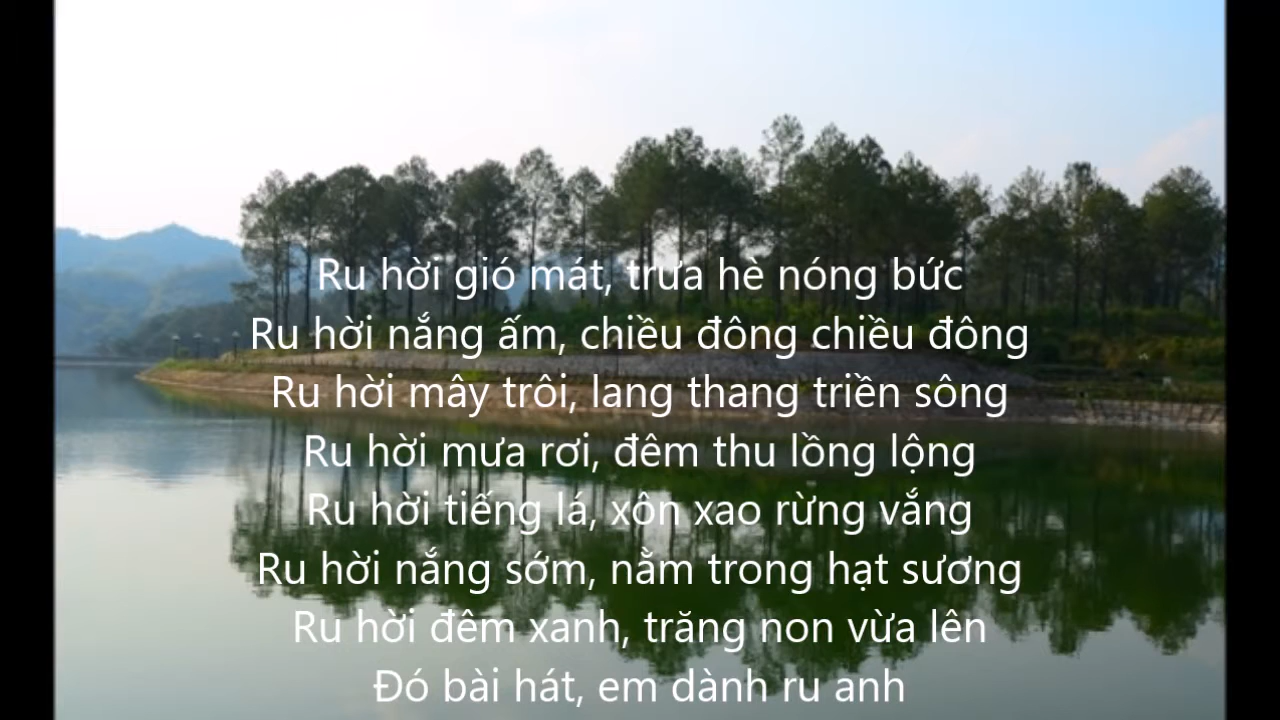 Ru hời gió mát, trưa hè nóng bức
Ru hời nắng ấm, chiều đông chiều đông
Ru hời mây trôi, lang thang triền sông
Ru hời mưa rơi, đêm thu lồng lộng
Ru hời tiếng lá, xôn xao rừng vắng
Ru hời nắng sớm, nằm trong hạt sương
Ru hời đêm xanh, trăng non vừa lên
Đó bài hát, em dành ru anh